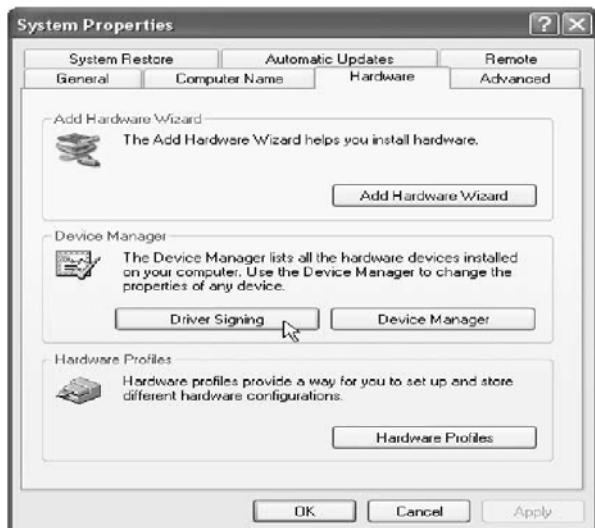 System Properties
System Restore Automatic Updates Remote
General Computer Name Hardware Advanced
Add Hardware Wizard
The Add Hardware Wizard helps you install hardware.
Add Hardware Wizard
Device Manager
The Device Manager lists all the hardware devices installed
on your computer. Use the Device Manager to change the
properties of any device.
Driver Signing Device Manager
Hardware Profiles
Hardware profiles provide a way for you to set up and store
different hardware configurations.
Hardware Profiles
OK Cancel Apply